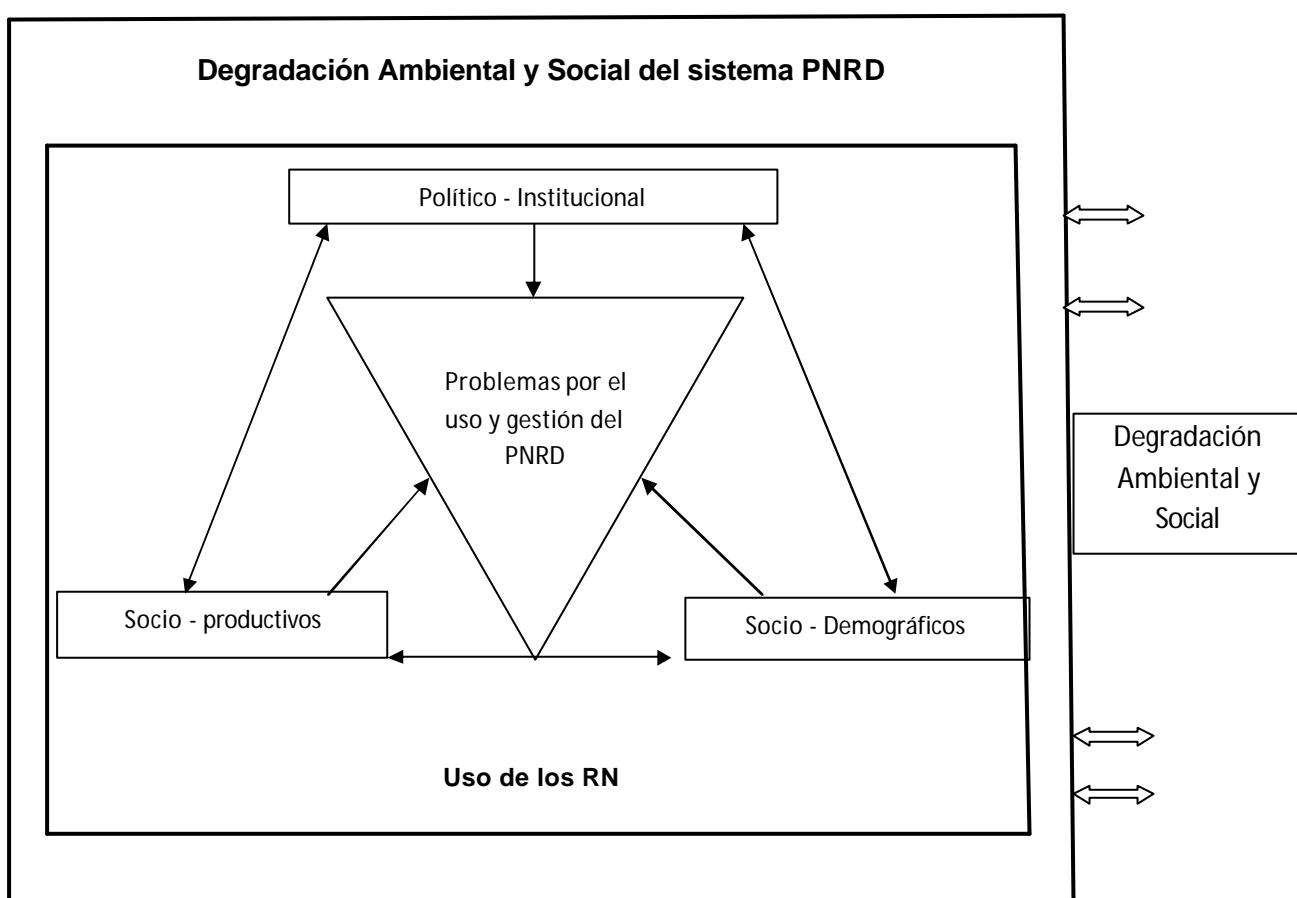 Degradación Ambiental y Social del sistema PNRD
Político - Institucional
Problemas por el
uso y gestión del
PNRD
Degradación
Ambiental y
Social
Socio - productivos
Socio - Demográficos
Uso de los RN